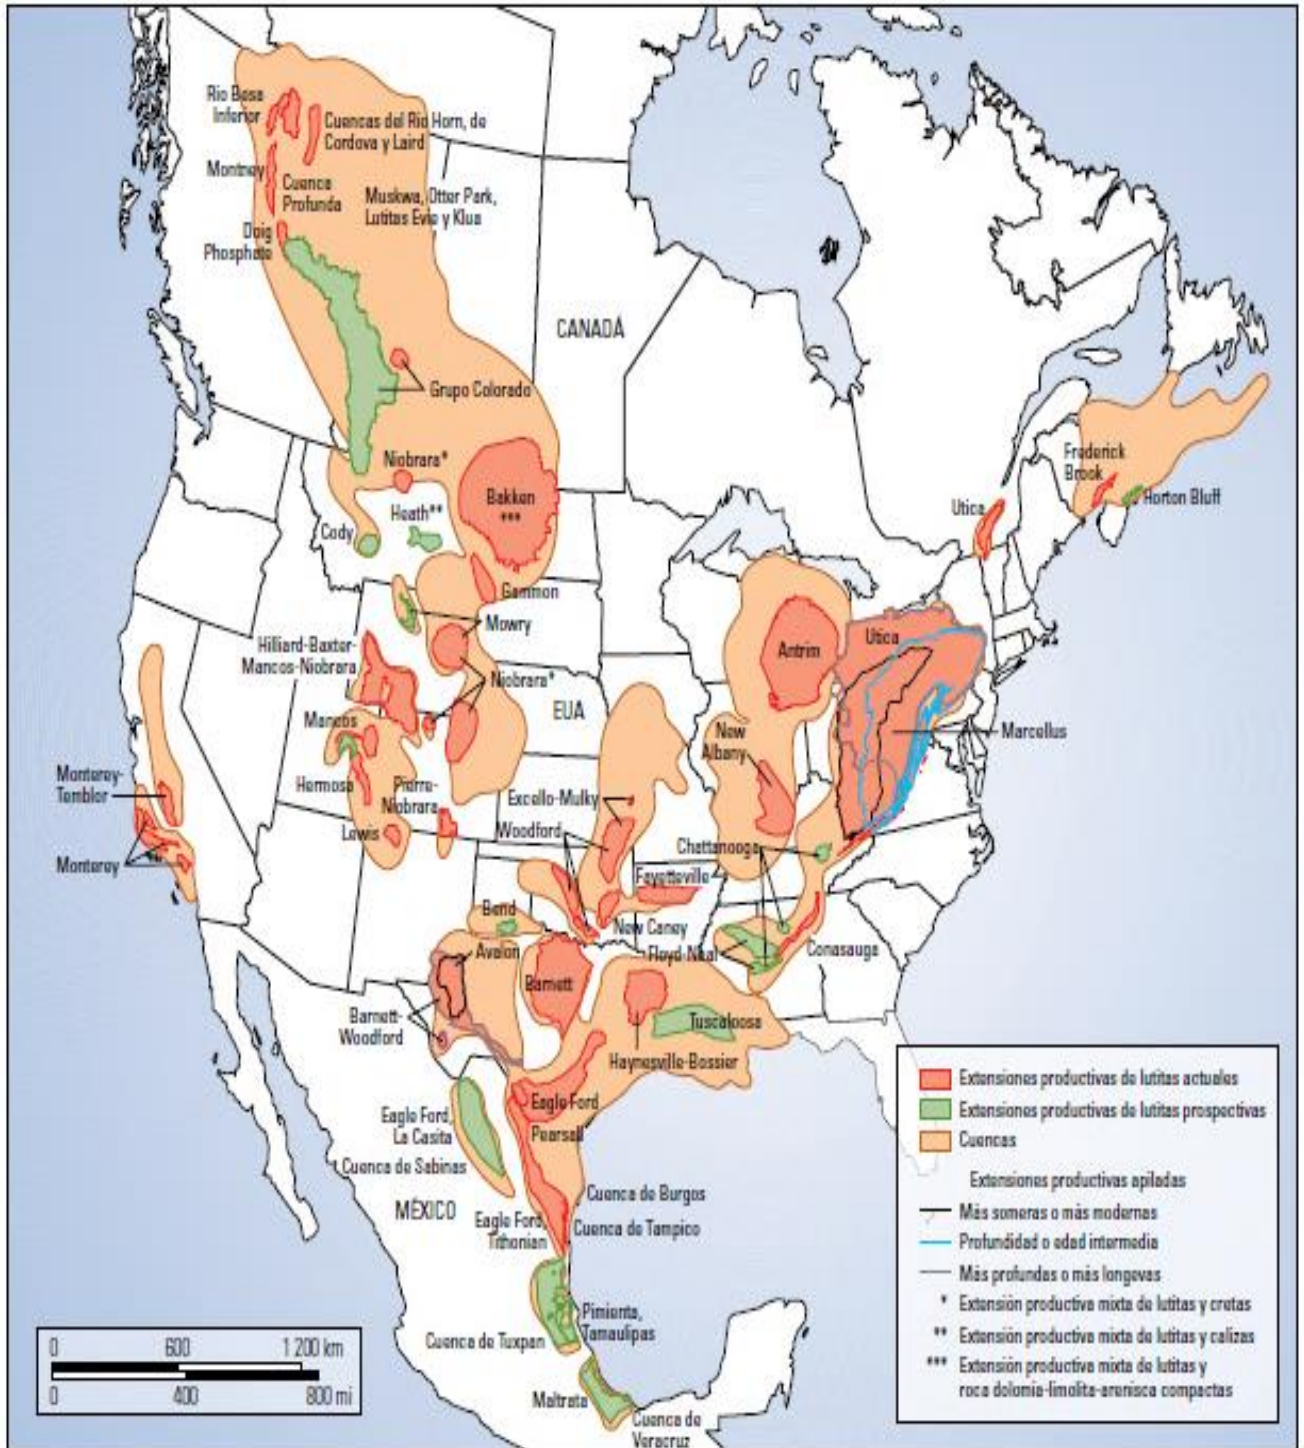 Río Besa
Inferior
Cuencas del Río Horn, de
Cordova y Laird
Montney
Cuenca
Profunda
Muskwa, Otter Park,
Lutitas Evie y Klua
Doig
Phosphate
CANADÁ
Grupo Colorado
Niobrara*
Bakken
***
Heath**
Cody
Frederick
Brook
Horton Bluff
Utica
Gammon
Mowry
Hilliard-Baxter-
Mancos-Niobrara
Antrim
Utica
Niobrara*
EUA
Mancos
New
Albany
Marcellus
Monterey-
Temblor
Hermosa
Pierre-
Niobrara
Excello-Mulky
Woodford
Lewis
Chattanooga
Monterey
Fayetteville
Bend
New Caney
Avalon
Floyd-Neal
Conasauga
Barnett
Barnett-
Woodford
Tuscaloosa
Haynesville-Bossier
Eagle Ford,
La Casita
Eagle Ford
Pearsall
Cuenca de Sabinas
MÉXICO
Cuenca de Burgos
Eagle Ford,
Tithonian
Cuenca de Tampico
Pimienta,
Tamaulipas
Cuenca de Tuxpan
Maltrata
Cuenca de
Veracruz
Extensiones productivas de lutitas actuales
Extensiones productivas de lutitas prospectivas
Cuencas
Extensiones productivas apiladas
Más someras o más modernas
Profundidad o edad intermedia
Más profundas o más longevas
* Extensión productiva mixta de lutitas y cretas
** Extensión productiva mixta de lutitas y calizas
*** Extensión productiva mixta de lutitas y
roca dolomia-limolita-arenisca compactas
0 600 1 200 km
0 400 800 mi